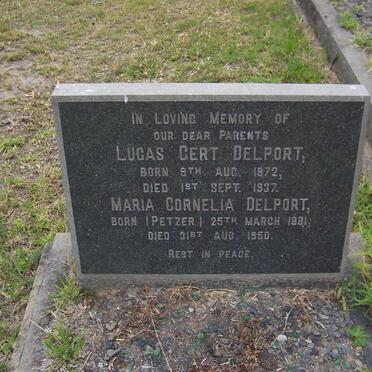 In Loving Memory of
our dear parents
Lucas Gert Delport,
born 9th Aug. 1872,
died 1st Sept. 1937.
Maria Cornelia Delport,
born (Petzer) 25th March 1881,
died 31st Aug. 1950.
Rest in peace.